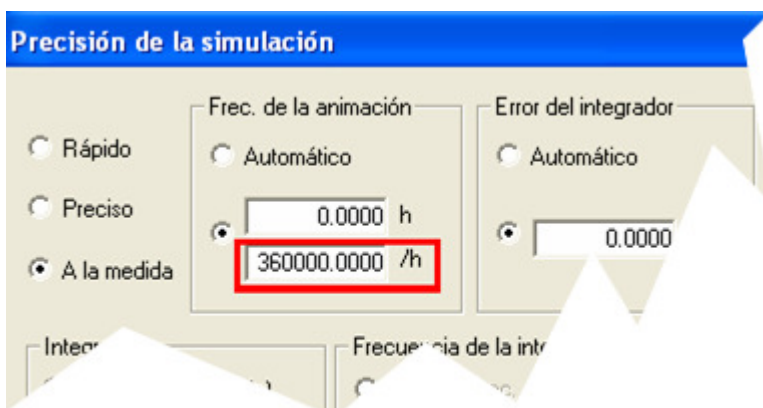 Precisión de la simulación
Frec. de la animación
Error del integrador
Rápido
Automático
Automático
Preciso
0.0000 h
0.0000
A la medida
360000.0000 /h
Frecuencia de la